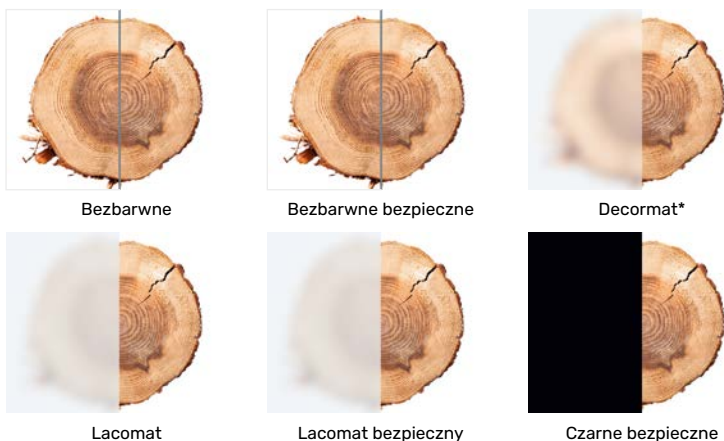 Bezbarwne
Bezbarwne bezpieczne
Decormat*
Lacomat
Lacomat bezpieczny
Czarne bezpieczne